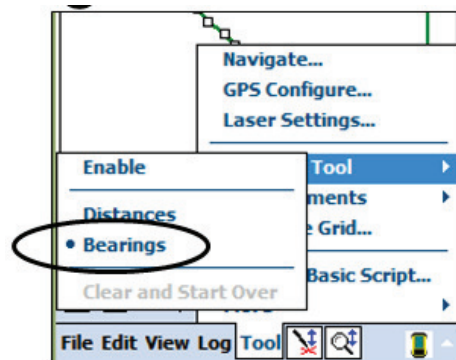 Navigate...
GPS Configure...
Laser Settings...
Enable
Tool
Distances
ments
Bearings
Grid...
Clear and Start Over
Basic Script...
File Edit View Log Tool